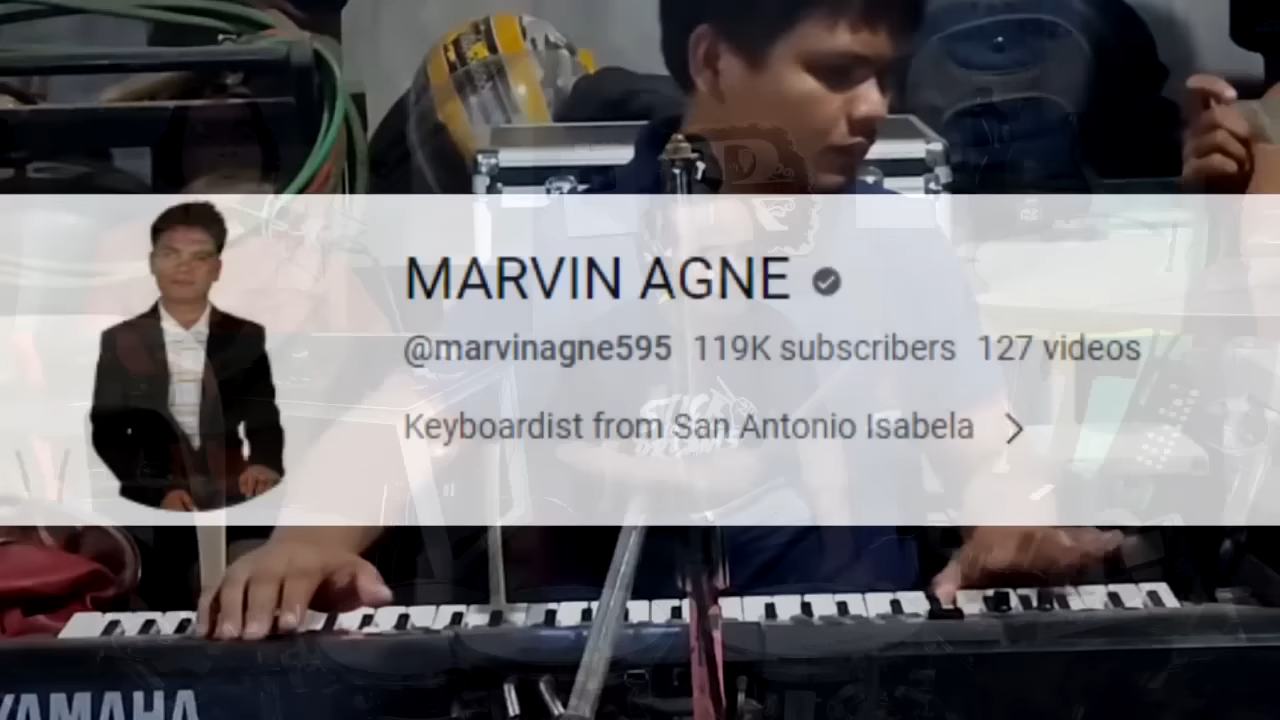 MARVIN AGNE
@marvinagne595 119K subscribers 127 videos
Keyboardist from San Antonio Isabela
YAMAHA